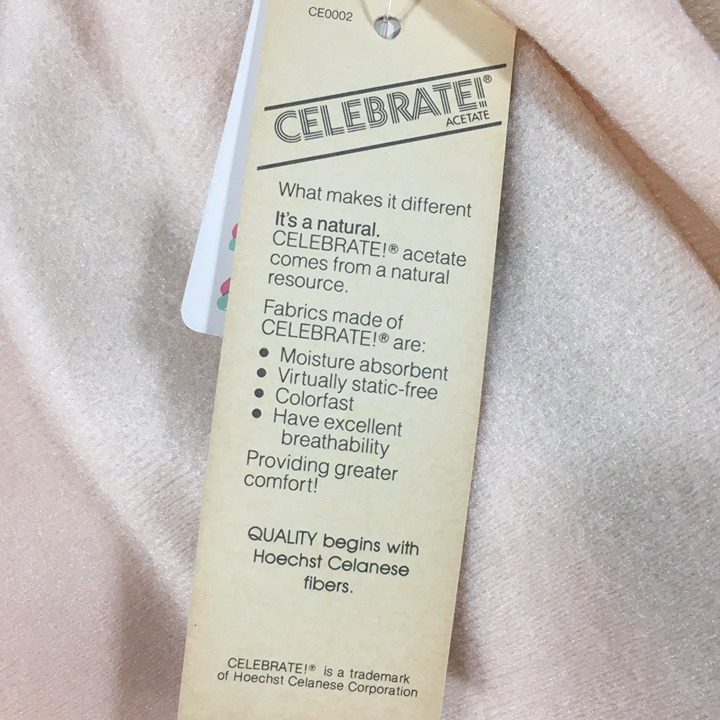 CE0002
CELEBRATE!®
ACETATE
What makes it different
It's a natural.
CELEBRATE!® acetate
comes from a natural
resource.
Fabrics made of
CELEBRATE!® are:
• Moisture absorbent
• Virtually static-free
• Colorfast
• Have excellent
breathability
Providing greater
comfort!
QUALITY begins with
Hoechst Celanese
fibers.
CELEBRATE!® is a trademark
of Hoechst Celanese Corporation